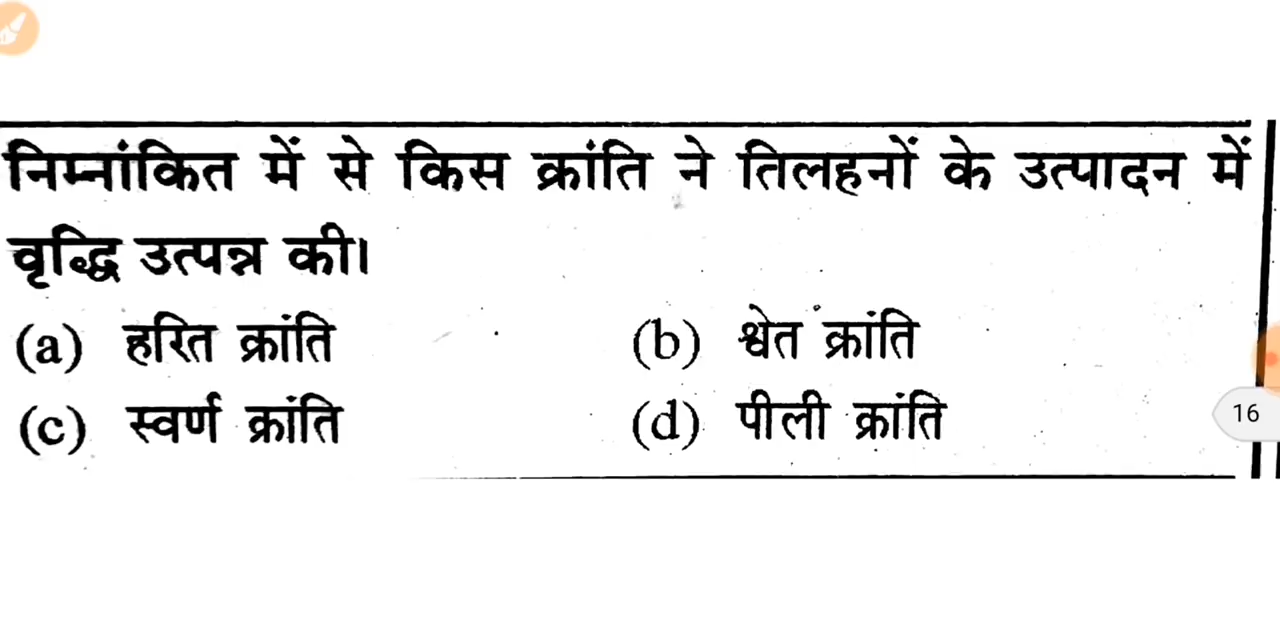 निम्नांकित में से किस क्रांति ने तिलहनों के उत्पादन में
वृद्धि उत्पन्न की।
(a) हरित क्रांति (b) श्वेत क्रांति
(c) स्वर्ण क्रांति (d) पीली क्रांति
16